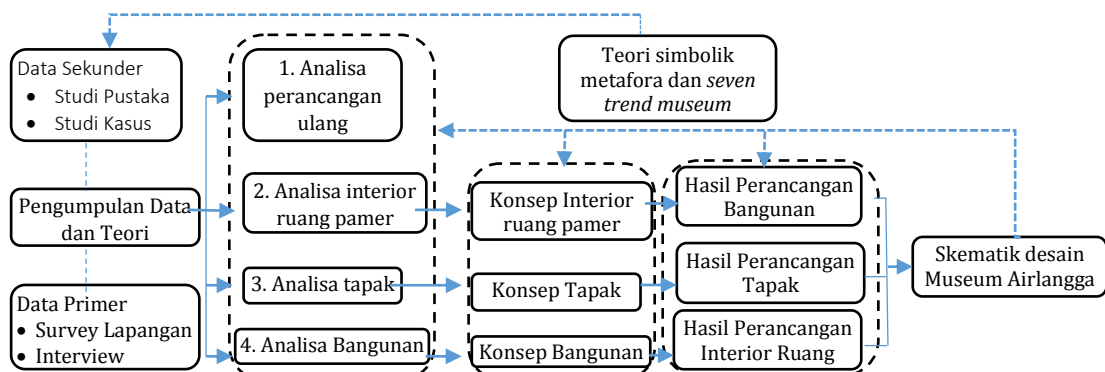 Data Sekunder
• Studi Pustaka
• Studi Kasus
Pengumpulan Data
dan Teori
Data Primer
• Survey Lapangan
• Interview
1. Analisa
perancangan
ulang
2. Analisa interior
ruang pamer
3. Analisa tapak
4. Analisa Bangunan
Teori simbolik
metafora dan seven
trend museum
Konsep Interior
ruang pamer
Konsep Tapak
Konsep Bangunan
Hasil Perancangan
Bangunan
Hasil Perancangan
Tapak
Hasil Perancangan
Interior Ruang
Skematik desain
Museum Airlangga